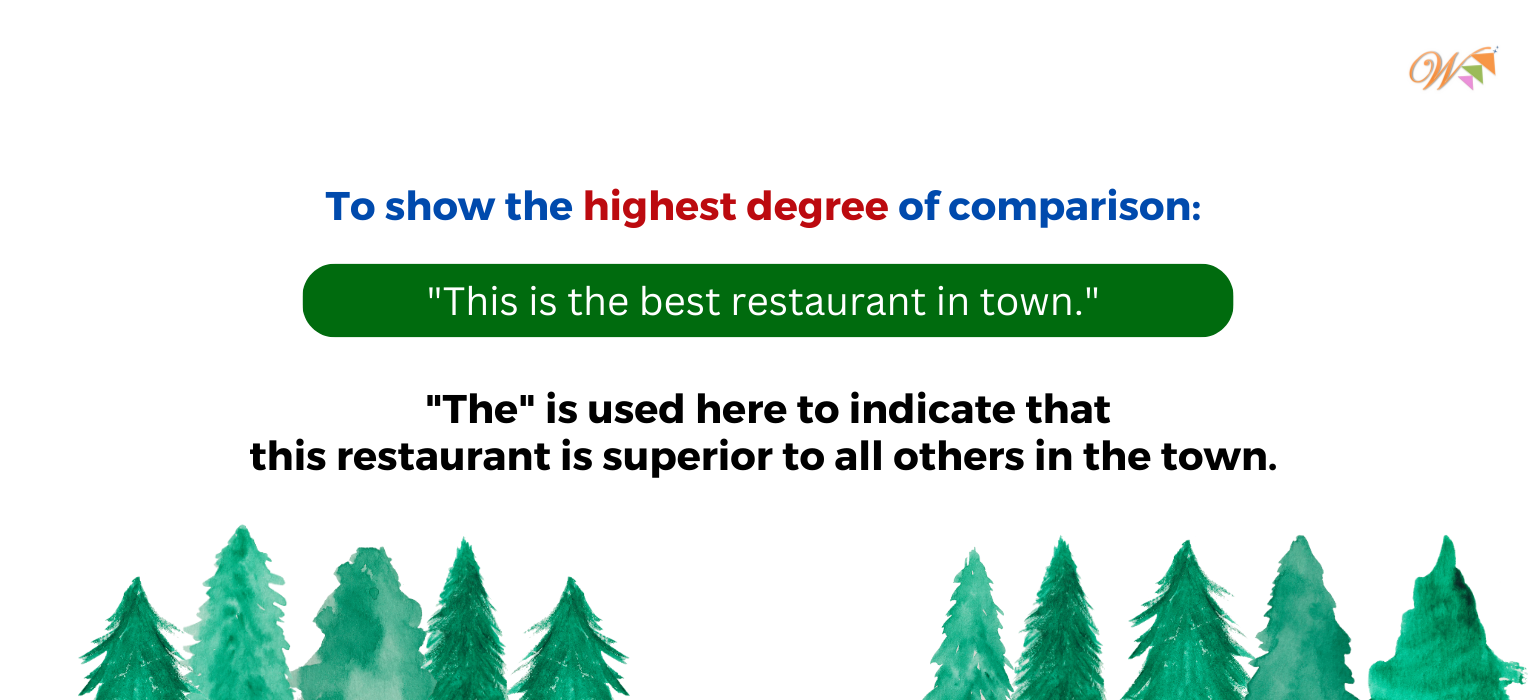 W
To show the highest degree of comparison:
"This is the best restaurant in town."
"The" is used here to indicate that
this restaurant is superior to all others in the town.